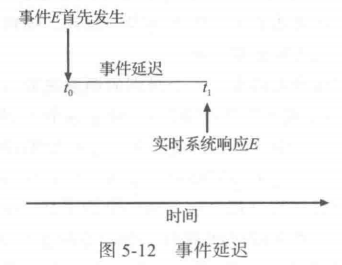 事件E首先发生
事件延迟
t₀ t₁
实时系统响应E
时间
图 5-12 事件延迟